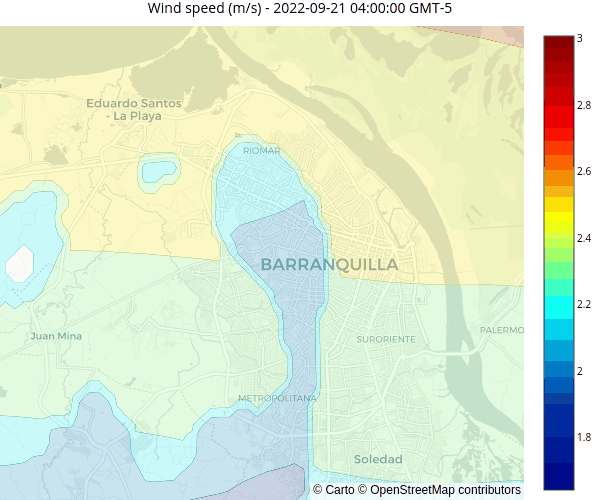 Wind speed (m/s) - 2022-09-21 04:00:00 GMT-5
Eduardo Santos
- La Playa
RIOMAR
BARRANQUILLA
Juan Mina
SURORIENTE
PALERMO
METROPOLITANA
Soledad
3
2.8
2.6
2.4
2.2
2
1.8
© Carto © OpenStreetMap contributors